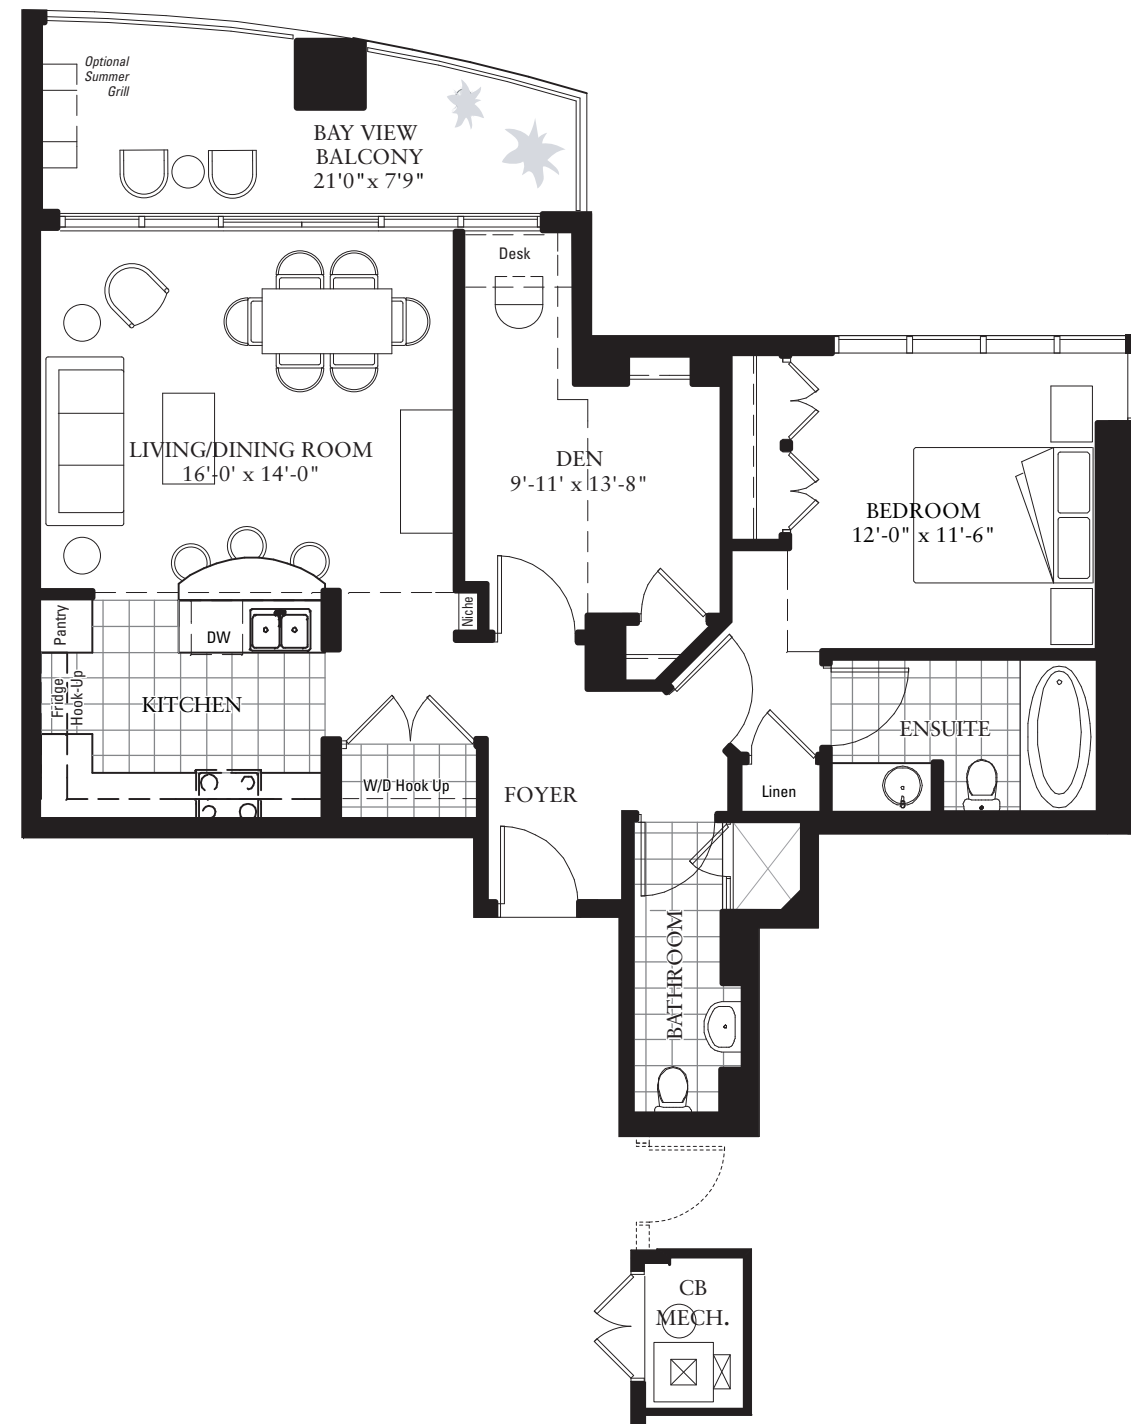 Optional
Summer
Grill
BAY VIEW
BALCONY
21'0"x 7'9"
Desk
LIVING/DINING ROOM
16'-0' x 14'-0"
DEN
9'-11' x 13'-8"
BEDROOM
12'-0" x 11'-6"
Pantry
DW
Niche
Fridge
Hook-Up
KITCHEN
W/D Hook Up
FOYER
ENSUITE
Linen
BATHROOM
CB
MECH.